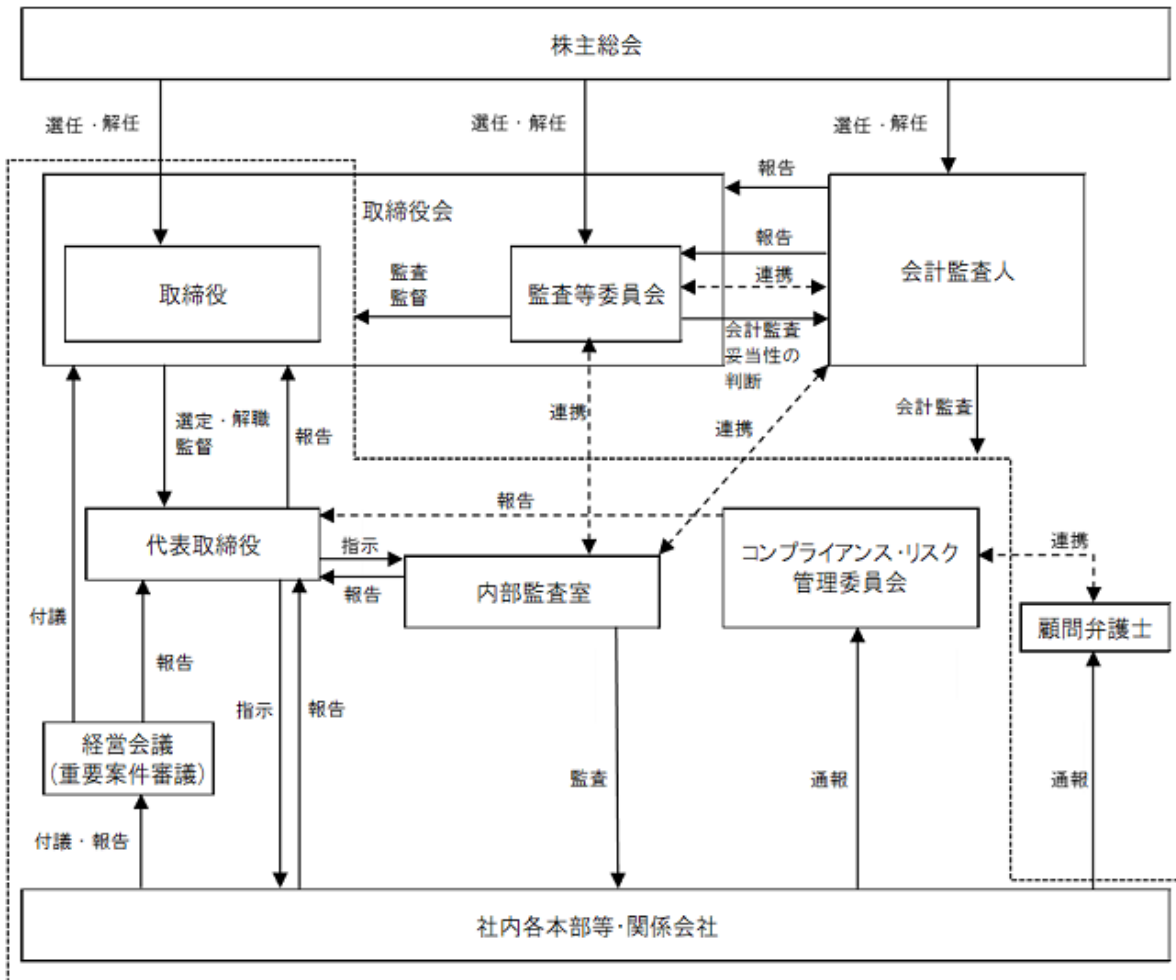 株主総会
選任・解任
選任・解任
選任・解任
取締役会
報告
取締役
監査
監督
監査等委員会
報告
連携
会計監査
妥当性の
判断
会計監査人
選定・解職
監督
報告
連携
連携
会計監査
報告
代表取締役
指示
報告
内部監査室
コンプライアンス・リスク
管理委員会
連携
顧問弁護士
付議
報告
指示
報告
経営会議
(重要案件審議)
監査
通報
通報
付議・報告
社内各本部等・関係会社